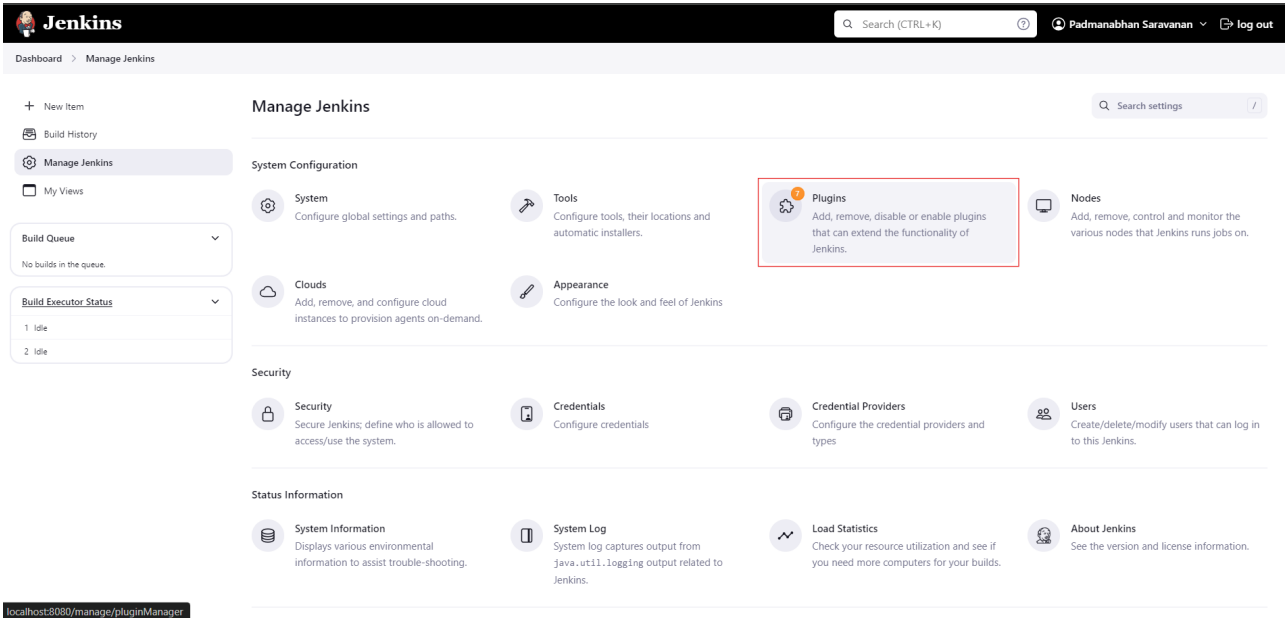 Jenkins
Search (CTRL+K)
?
Padmanabhan Saravanan
log out
Dashboard > Manage Jenkins
+ New Item
Build History
Manage Jenkins
My Views
Build Queue
No builds in the queue.
Build Executor Status
1 Idle
2 Idle
Manage Jenkins
Search settings
/
System Configuration
System
Configure global settings and paths.
Tools
Configure tools, their locations and
automatic installers.
7
Plugins
Add, remove, disable or enable plugins
that can extend the functionality of
Jenkins.
Nodes
Add, remove, control and monitor the
various nodes that Jenkins runs jobs on.
Clouds
Add, remove, and configure cloud
instances to provision agents on-demand.
Appearance
Configure the look and feel of Jenkins
Security
Security
Secure Jenkins; define who is allowed to
access/use the system.
Credentials
Configure credentials
Credential Providers
Configure the credential providers and
types
Users
Create/delete/modify users that can log in
to this Jenkins.
Status Information
System Information
Displays various environmental
information to assist trouble-shooting.
System Log
System log captures output from
java.util.logging output related to
Jenkins.
Load Statistics
Check your resource utilization and see if
you need more computers for your builds.
About Jenkins
See the version and license information.
localhost:8080/manage/pluginManager